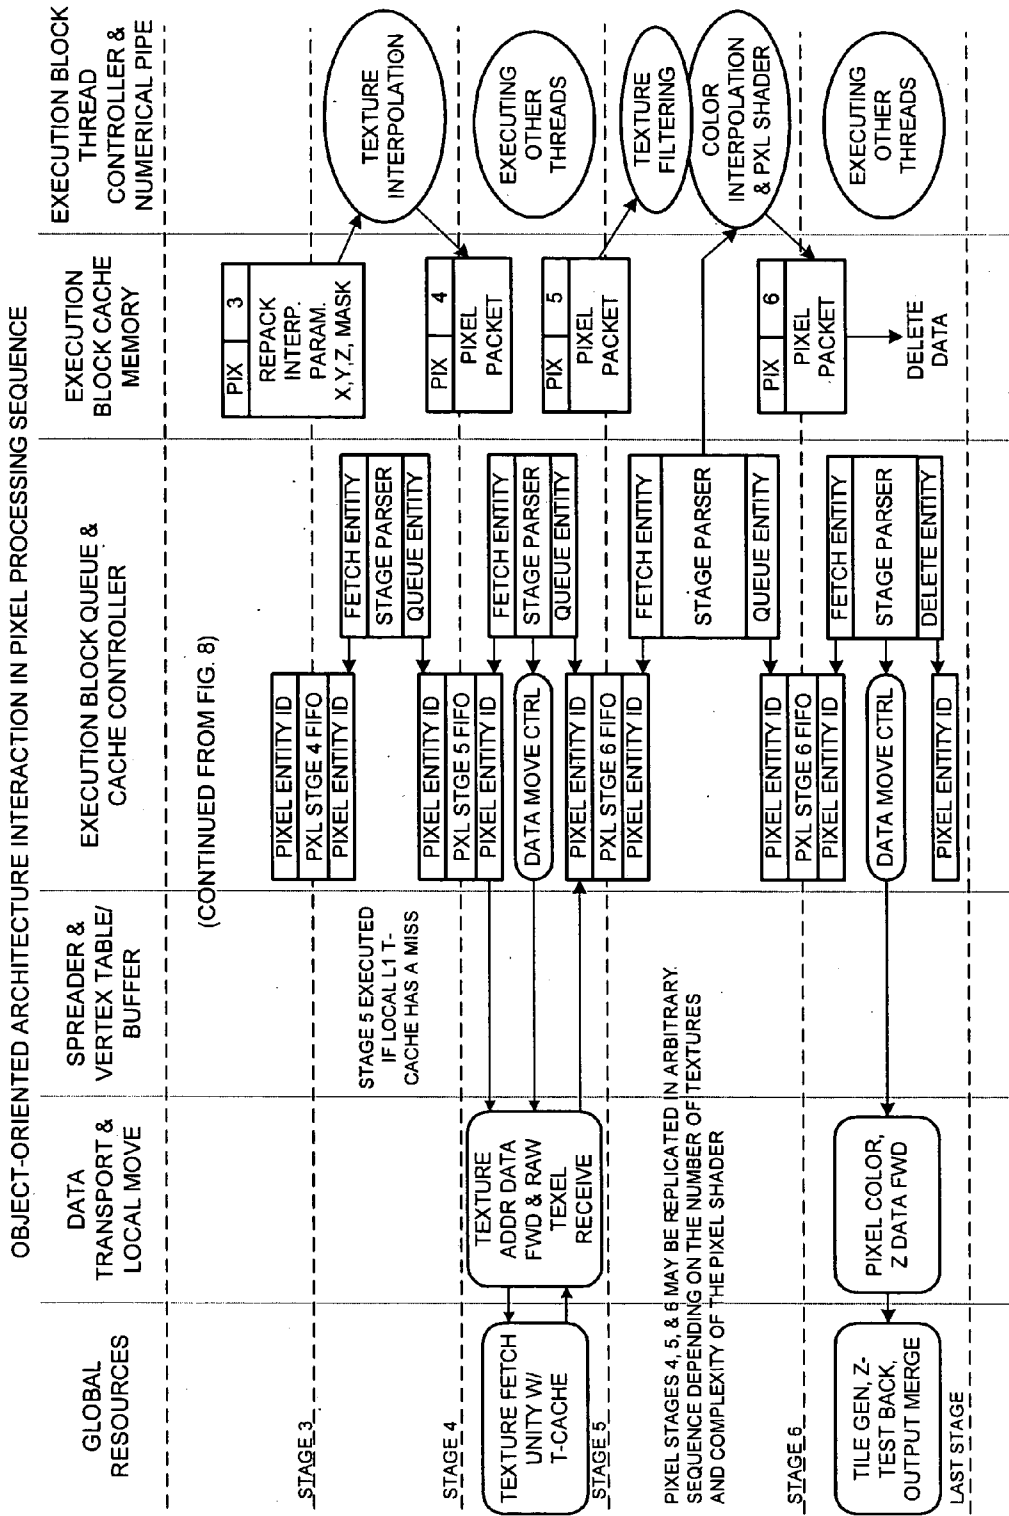 OBJECT-ORIENTED ARCHITECTURE INTERACTION IN PIXEL PROCESSING SEQUENCE
GLOBAL
RESOURCES
DATA
TRANSPORT &
LOCAL MOVE
SPREADER &
VERTEX TABLE/
BUFFER
EXECUTION BLOCK QUEUE &
CACHE CONTROLLER
EXECUTION
BLOCK CACHE
MEMORY
EXECUTION BLOCK
THREAD
CONTROLLER &
NUMERICAL PIPE
(CONTINUED FROM FIG. 8)
PIX 3
REPACK
INTERP.
PARAM.
X,Y,Z, MASK
STAGE 3
PIXEL ENTITY ID
PXL STGE 4 FIFO
PIXEL ENTITY ID
FETCH ENTITY
STAGE PARSER
QUEUE ENTITY
TEXTURE
INTERPOLATION
STAGE 5 EXECUTED
IF LOCAL L1 T-
CACHE HAS A MISS
STAGE 4
PIXEL ENTITY ID
PXL STGE 5 FIFO
PIXEL ENTITY ID
PIX 4
PIXEL
PACKET
TEXTURE FETCH
UNITY W/
T-CACHE
TEXTURE
ADDR DATA
FWD & RAW
TEXEL
RECEIVE
DATA MOVE CTRL
FETCH ENTITY
STAGE PARSER
QUEUE ENTITY
EXECUTING
OTHER
THREADS
STAGE 5
PIXEL ENTITY ID
PXL STGE 6 FIFO
PIXEL ENTITY ID
PIX 5
PIXEL
PACKET
TEXTURE
FILTERING
PIXEL STAGES 4, 5, & 6 MAY BE REPLICATED IN ARBITRARY.
SEQUENCE DEPENDING ON THE NUMBER OF TEXTURES
AND COMPLEXITY OF THE PIXEL SHADER
FETCH ENTITY
STAGE PARSER
QUEUE ENTITY
COLOR
INTERPOLATION
& PXL SHADER
STAGE 6
PIXEL ENTITY ID
PXL STGE 6 FIFO
PIXEL ENTITY ID
PIX 6
PIXEL
PACKET
TILE GEN, Z-
TEST BACK,
OUTPUT MERGE
PIXEL COLOR,
Z DATA FWD
DATA MOVE CTRL
FETCH ENTITY
STAGE PARSER
DELETE ENTITY
DELETE
DATA
EXECUTING
OTHER
THREADS
PIXEL ENTITY ID
LAST STAGE